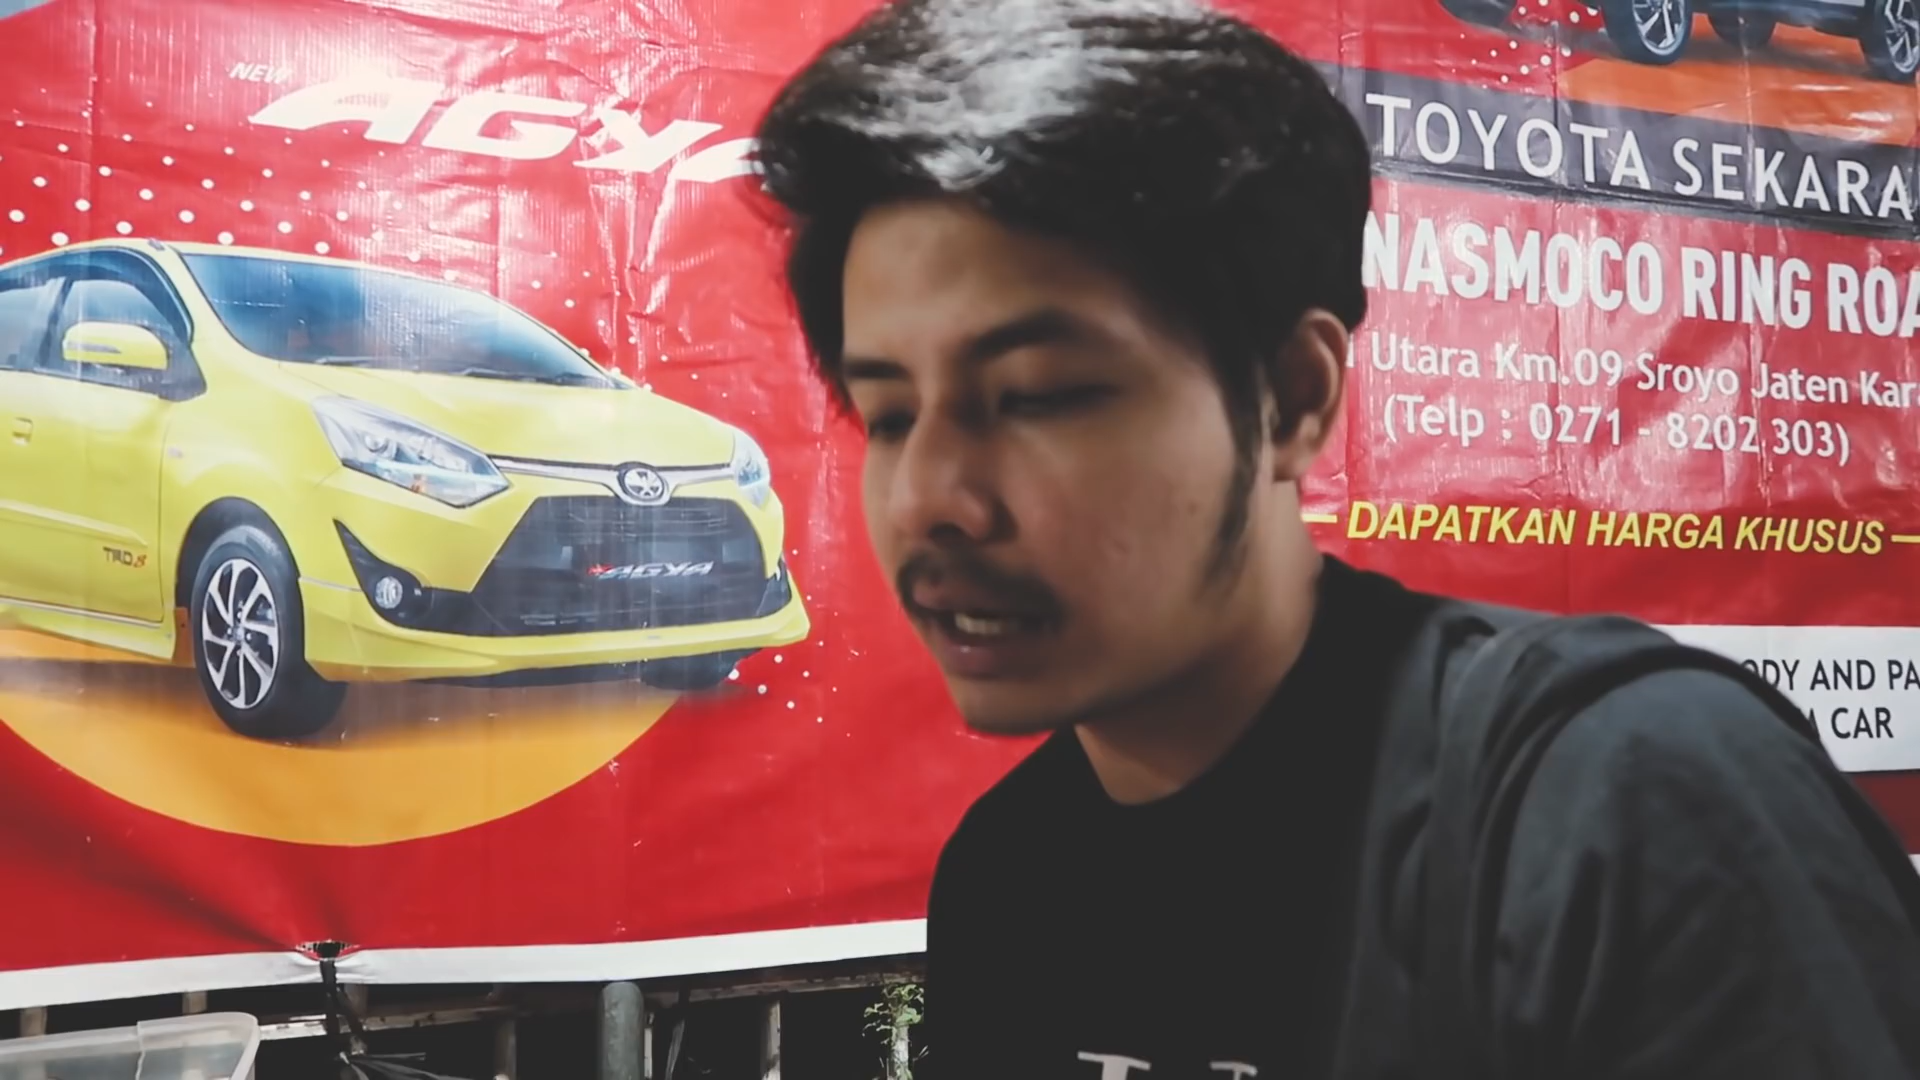 NEW
AGYA
TRD S
AGYA
TOYOTA SEKARA
NASMOCO RING ROA
Utara Km.09 Sroyo Jaten Kar
(Telp : 0271 - 8202 303)
DAPATKAN HARGA KHUSUS
ODY AND PA
CAR